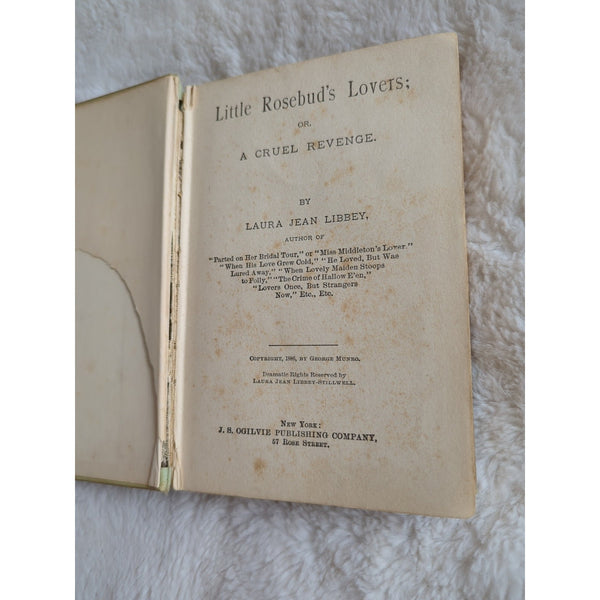 Little Rosebud's Lovers;
OR,
A CRUEL REVENGE.
BY
LAURA JEAN LIBBEY,
AUTHOR OF
"Parted on Her Bridal Tour," or "Miss Middleton's Lover."
"When His Love Grew Cold," "He Loved, But Was
Lured Away," "When Lovely Maiden Stoops
to Folly," "The Crime of Hallow E'en,"
"Lovers Once, But Strangers
Now," Etc., Etc.
COPYRIGHT, 1886, BY GEORGE MUNRO.
Dramatic Rights Reserved by
LAURA JEAN LIBBEY-STILLWELL.
NEW YORK:
J. S. OGILVIE PUBLISHING COMPANY,
57 ROSE STREET.